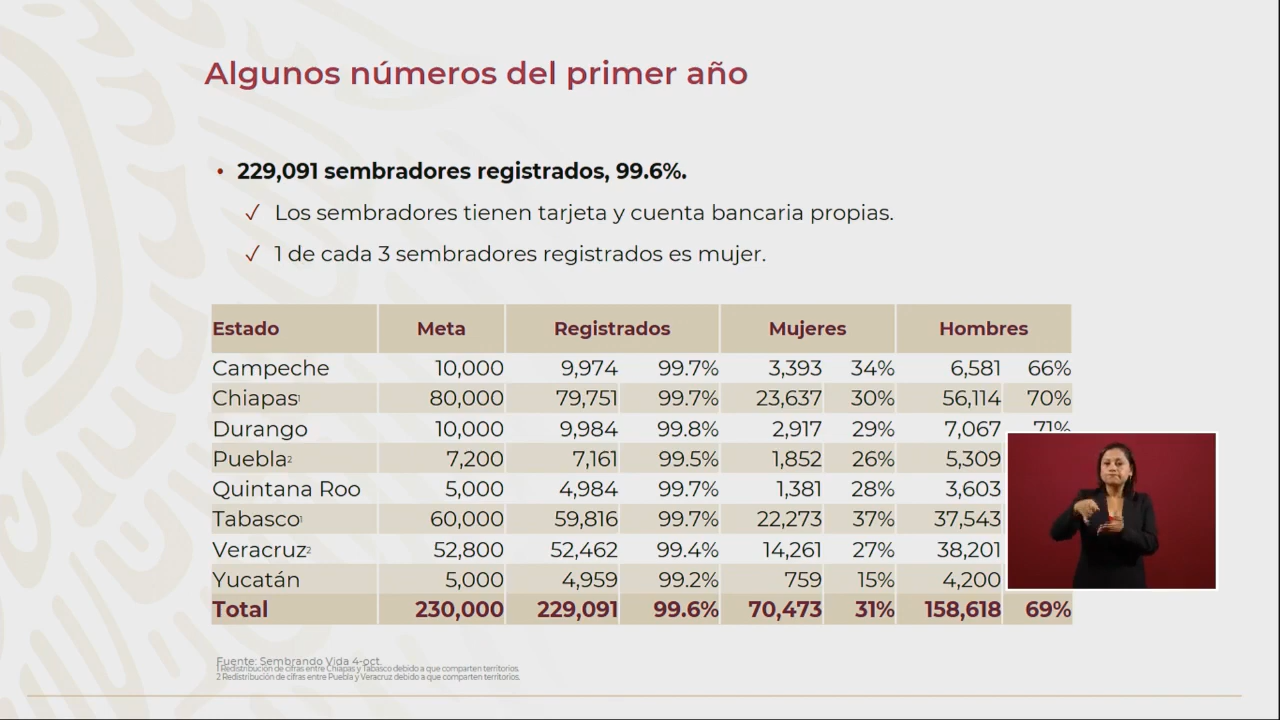 Algunos números del primer año
• 229,091 sembradores registrados, 99.6%.
✓ Los sembradores tienen tarjeta y cuenta bancaria propias.
✓ 1 de cada 3 sembradores registrados es mujer.
Estado Meta Registrados Mujeres Hombres
Campeche 10,000 9,974 99.7% 3,393 34% 6,581 66%
Chiapas¹ 80,000 79,751 99.7% 23,637 30% 56,114 70%
Durango 10,000 9,984 99.8% 2,917 29% 7,067 71%
Puebla² 7,200 7,161 99.5% 1,852 26% 5,309
Quintana Roo 5,000 4,984 99.7% 1,381 28% 3,603
Tabasco¹ 60,000 59,816 99.7% 22,273 37% 37,543
Veracruz² 52,800 52,462 99.4% 14,261 27% 38,201
Yucatán 5,000 4,959 99.2% 759 15% 4,200
Total 230,000 229,091 99.6% 70,473 31% 158,618 69%
Fuente: Sembrando Vida 4-oct.
1 Redistribución de cifras entre Chiapas y Tabasco debido a que comparten territorios.
2 Redistribución de cifras entre Puebla y Veracruz debido a que comparten territorios.